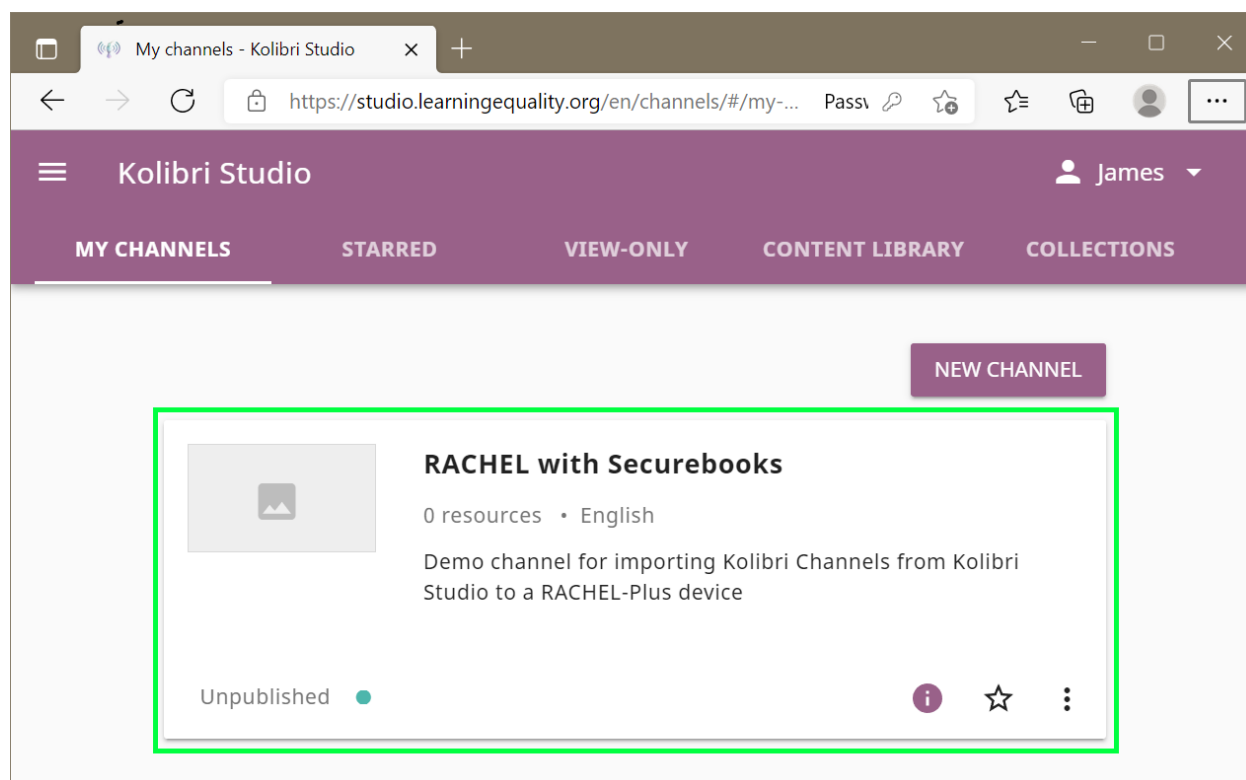 My channels - Kolibri Studio
https://studio.learningequality.org/en/channels/#/my-... Passw
Kolibri Studio
James
MY CHANNELS STARRED VIEW-ONLY CONTENT LIBRARY COLLECTIONS
NEW CHANNEL
RACHEL with Securebooks
0 resources • English
Demo channel for importing Kolibri Channels from Kolibri
Studio to a RACHEL-Plus device
Unpublished